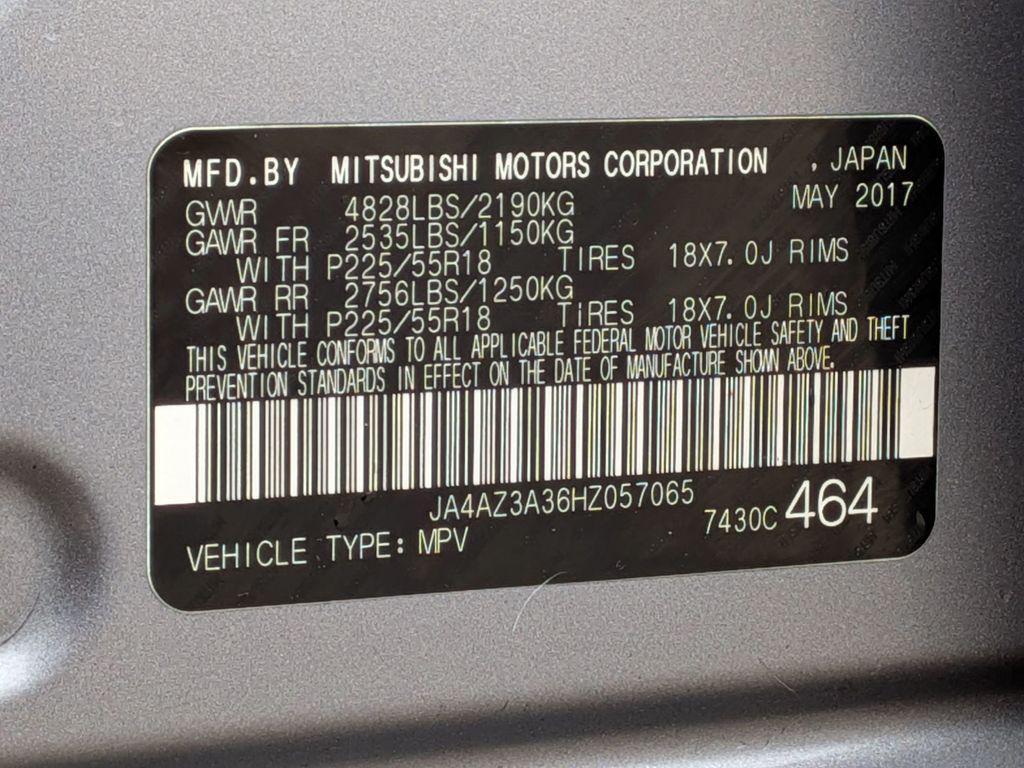 MFD.BY MITSUBISHI MOTORS CORPORATION , JAPAN
GVWR 4828LBS/2190KG MAY 2017
GAWR FR 2535LBS/1150KG
WITH P225/55R18 TIRES 18X7.0J RIMS
GAWR RR 2756LBS/1250KG
WITH P225/55R18 TIRES 18X7.0J RIMS
THIS VEHICLE CONFORMS TO ALL APPLICABLE FEDERAL MOTOR VEHICLE SAFETY AND THEFT
PREVENTION STANDARDS IN EFFECT ON THE DATE OF MANUFACTURE SHOWN ABOVE.
JA4AZ3A36HZ057065
7430C 464
VEHICLE TYPE: MPV